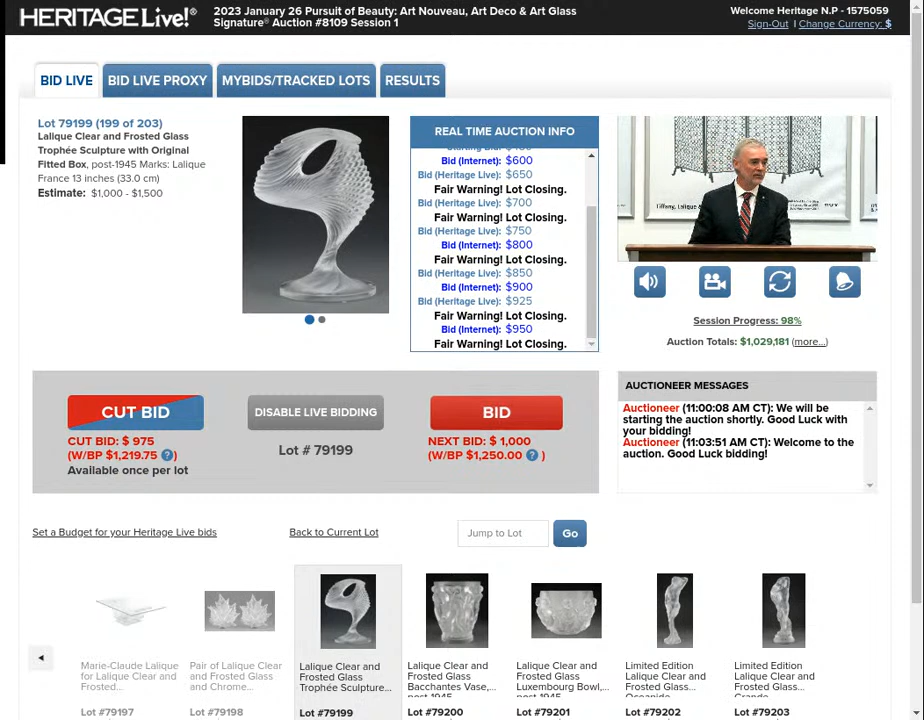 HERITAGE Live!®
2023 January 26 Pursuit of Beauty: Art Nouveau, Art Deco & Art Glass
Signature® Auction #8109 Session 1
Welcome Heritage N.P - 1575059
Sign-Out | Change Currency: $
BID LIVE
BID LIVE PROXY
MYBIDS/TRACKED LOTS
RESULTS
Lot 79199 (199 of 203)
Lalique Clear and Frosted Glass
Trophée Sculpture with Original
Fitted Box, post-1945 Marks: Lalique
France 13 inches (33.0 cm)
Estimate: $1,000 - $1,500
REAL TIME AUCTION INFO
Bid (Internet): $600
Bid (Heritage Live): $650
Fair Warning! Lot Closing.
Bid (Heritage Live): $700
Fair Warning! Lot Closing.
Bid (Heritage Live): $750
Bid (Internet): $800
Fair Warning! Lot Closing.
Bid (Heritage Live): $850
Bid (Internet): $900
Bid (Heritage Live): $925
Fair Warning! Lot Closing.
Bid (Internet): $950
Fair Warning! Lot Closing.
Tiffany, Lalique
Session Progress: 98%
Auction Totals: $1,029,181 (more...)
CUT BID
CUT BID: $ 975
(W/BP $1,219.75 ?)
Available once per lot
DISABLE LIVE BIDDING
Lot # 79199
BID
NEXT BID: $ 1,000
(W/BP $1,250.00 ? )
AUCTIONEER MESSAGES
Auctioneer (11:00:08 AM CT): We will be
starting the auction shortly. Good Luck with
your bidding!
Auctioneer (11:03:51 AM CT): Welcome to the
auction. Good Luck bidding!
Set a Budget for your Heritage Live bids
Back to Current Lot
Jump to Lot
Go
Marie-Claude Lalique
for Lalique Clear and
Frosted...
Lot #79197
Pair of Lalique Clear
and Frosted Glass
and Chrome...
Lot #79198
Lalique Clear and
Frosted Glass
Trophée Sculpture...
Lot #79199
Lalique Clear and
Frosted Glass
Bacchantes Vase,...
post-1945
Lot #79200
Lalique Clear and
Frosted Glass
Luxembourg Bowl,...
post-1945
Lot #79201
Limited Edition
Lalique Clear and
Frosted Glass...
Lot #79202
Limited Edition
Lalique Clear and
Frosted Glass...
Grande
Lot #79203